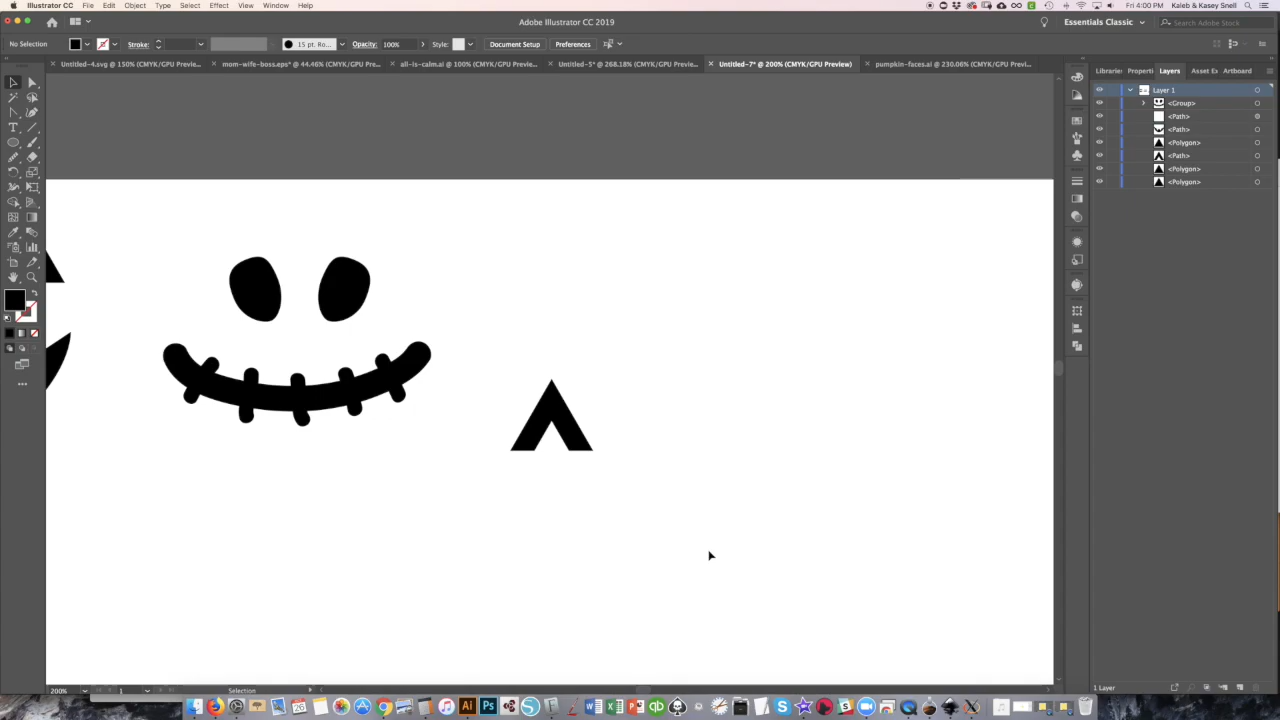 Illustrator CC File Edit Object Type Select Effect View Window Help Fri 4:00 PM Kaleb & Kasey Snell
Adobe Illustrator CC 2019 Essentials Classic Search Adobe Stock
No Selection Stroke: 15 pt. Ro... Opacity: 100% Style: Document Setup Preferences
Untitled-4.svg @ 150% (CMYK/GPU Previe... mom-wife-boss.eps* @ 44.46% (CMYK/GPU Pre... all-is-calm.ai @ 100% (CMYK/GPU Previe... Untitled-5* @ 268.18% (CMYK/GPU Previe... Untitled-7* @ 200% (CMYK/GPU Preview) pumpkin-faces.ai @ 230.06% (CMYK/GPU Previ...
Librarie: Properti Layers Asset Ex Artboard
Layer 1
<Group>
<Path>
<Path>
<Polygon>
<Path>
<Polygon>
<Polygon>
1 Layer
200% 1 Selection